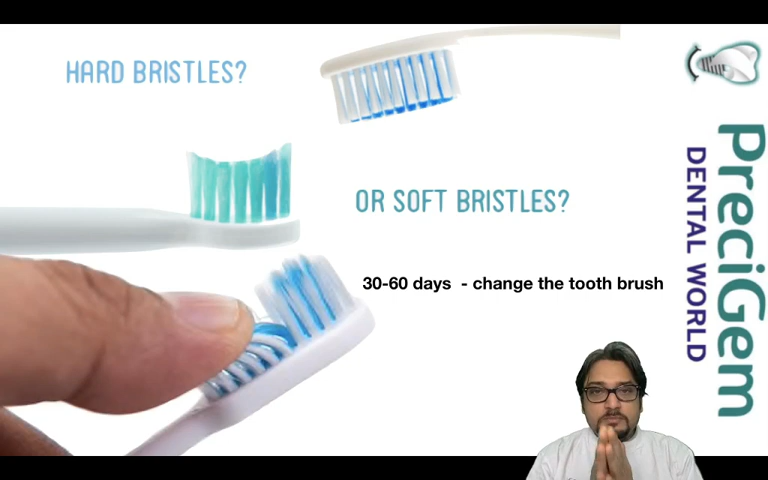 HARD BRISTLES?
OR SOFT BRISTLES?
30-60 days - change the tooth brush
PreciGem
DENTAL WORLD